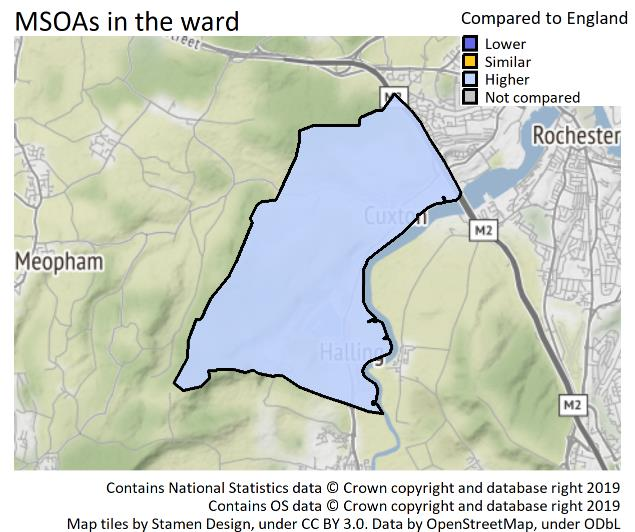 MSOAs in the ward
Compared to England
Lower
Similar
Higher
Not compared
Street
M2
Rochester
Cuxton
M2
Meopham
Halling
M2
Contains National Statistics data © Crown copyright and database right 2019
Contains OS data © Crown copyright and database right 2019
Map tiles by Stamen Design, under CC BY 3.0. Data by OpenStreetMap, under ODbL